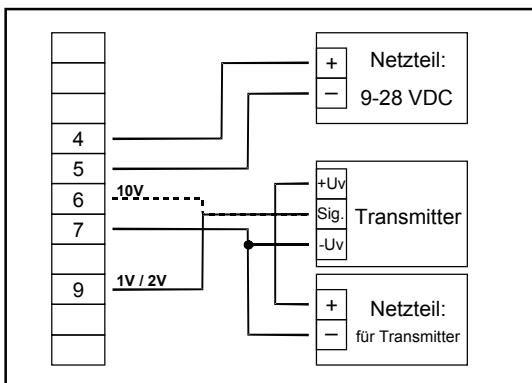 + Netzteil:
– 9-28 VDC
4
5
6 10V
7
9 1V / 2V
+Uv
Sig. Transmitter
-Uv
+ Netzteil:
– für Transmitter